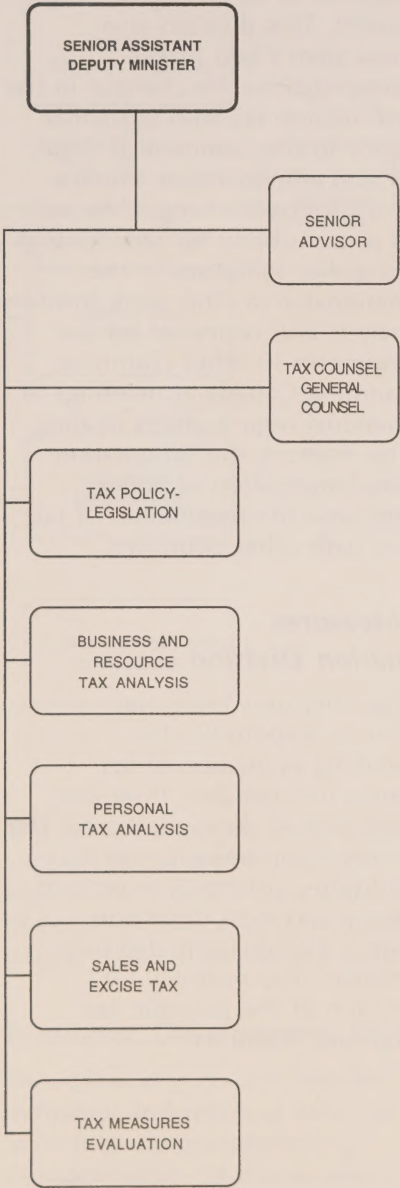 SENIOR ASSISTANT
DEPUTY MINISTER
SENIOR
ADVISOR
TAX COUNSEL
GENERAL
COUNSEL
TAX POLICY-
LEGISLATION
BUSINESS AND
RESOURCE
TAX ANALYSIS
PERSONAL
TAX ANALYSIS
SALES AND
EXCISE TAX
TAX MEASURES
EVALUATION